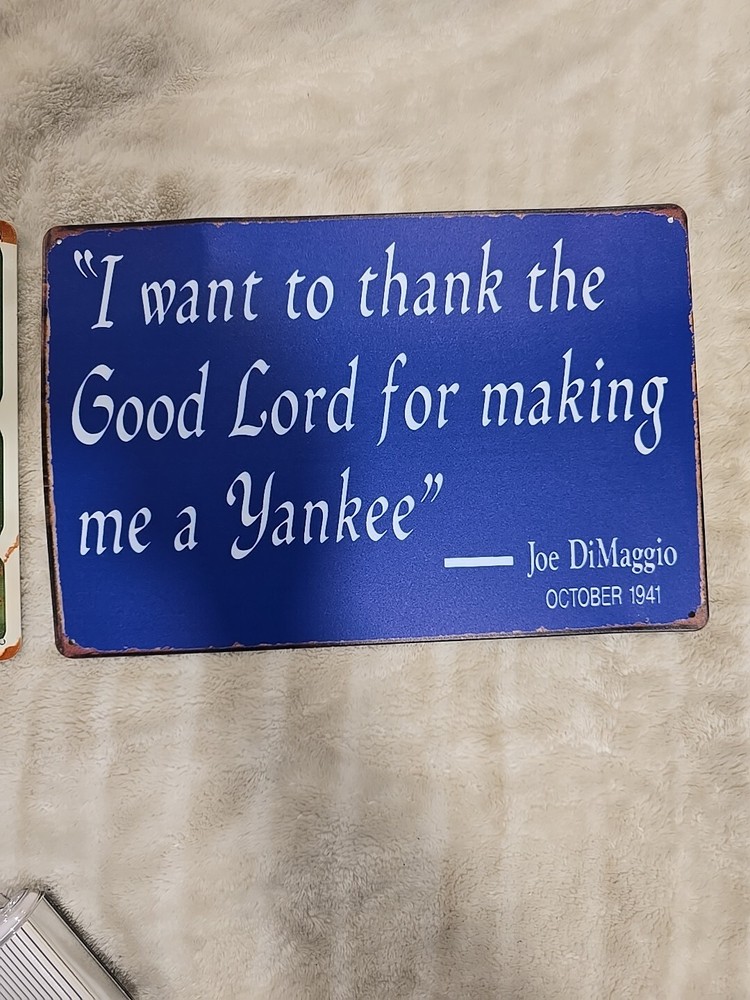 “I want to thank the
Good Lord for making
me a Yankee”
— Joe DiMaggio
OCTOBER 1941